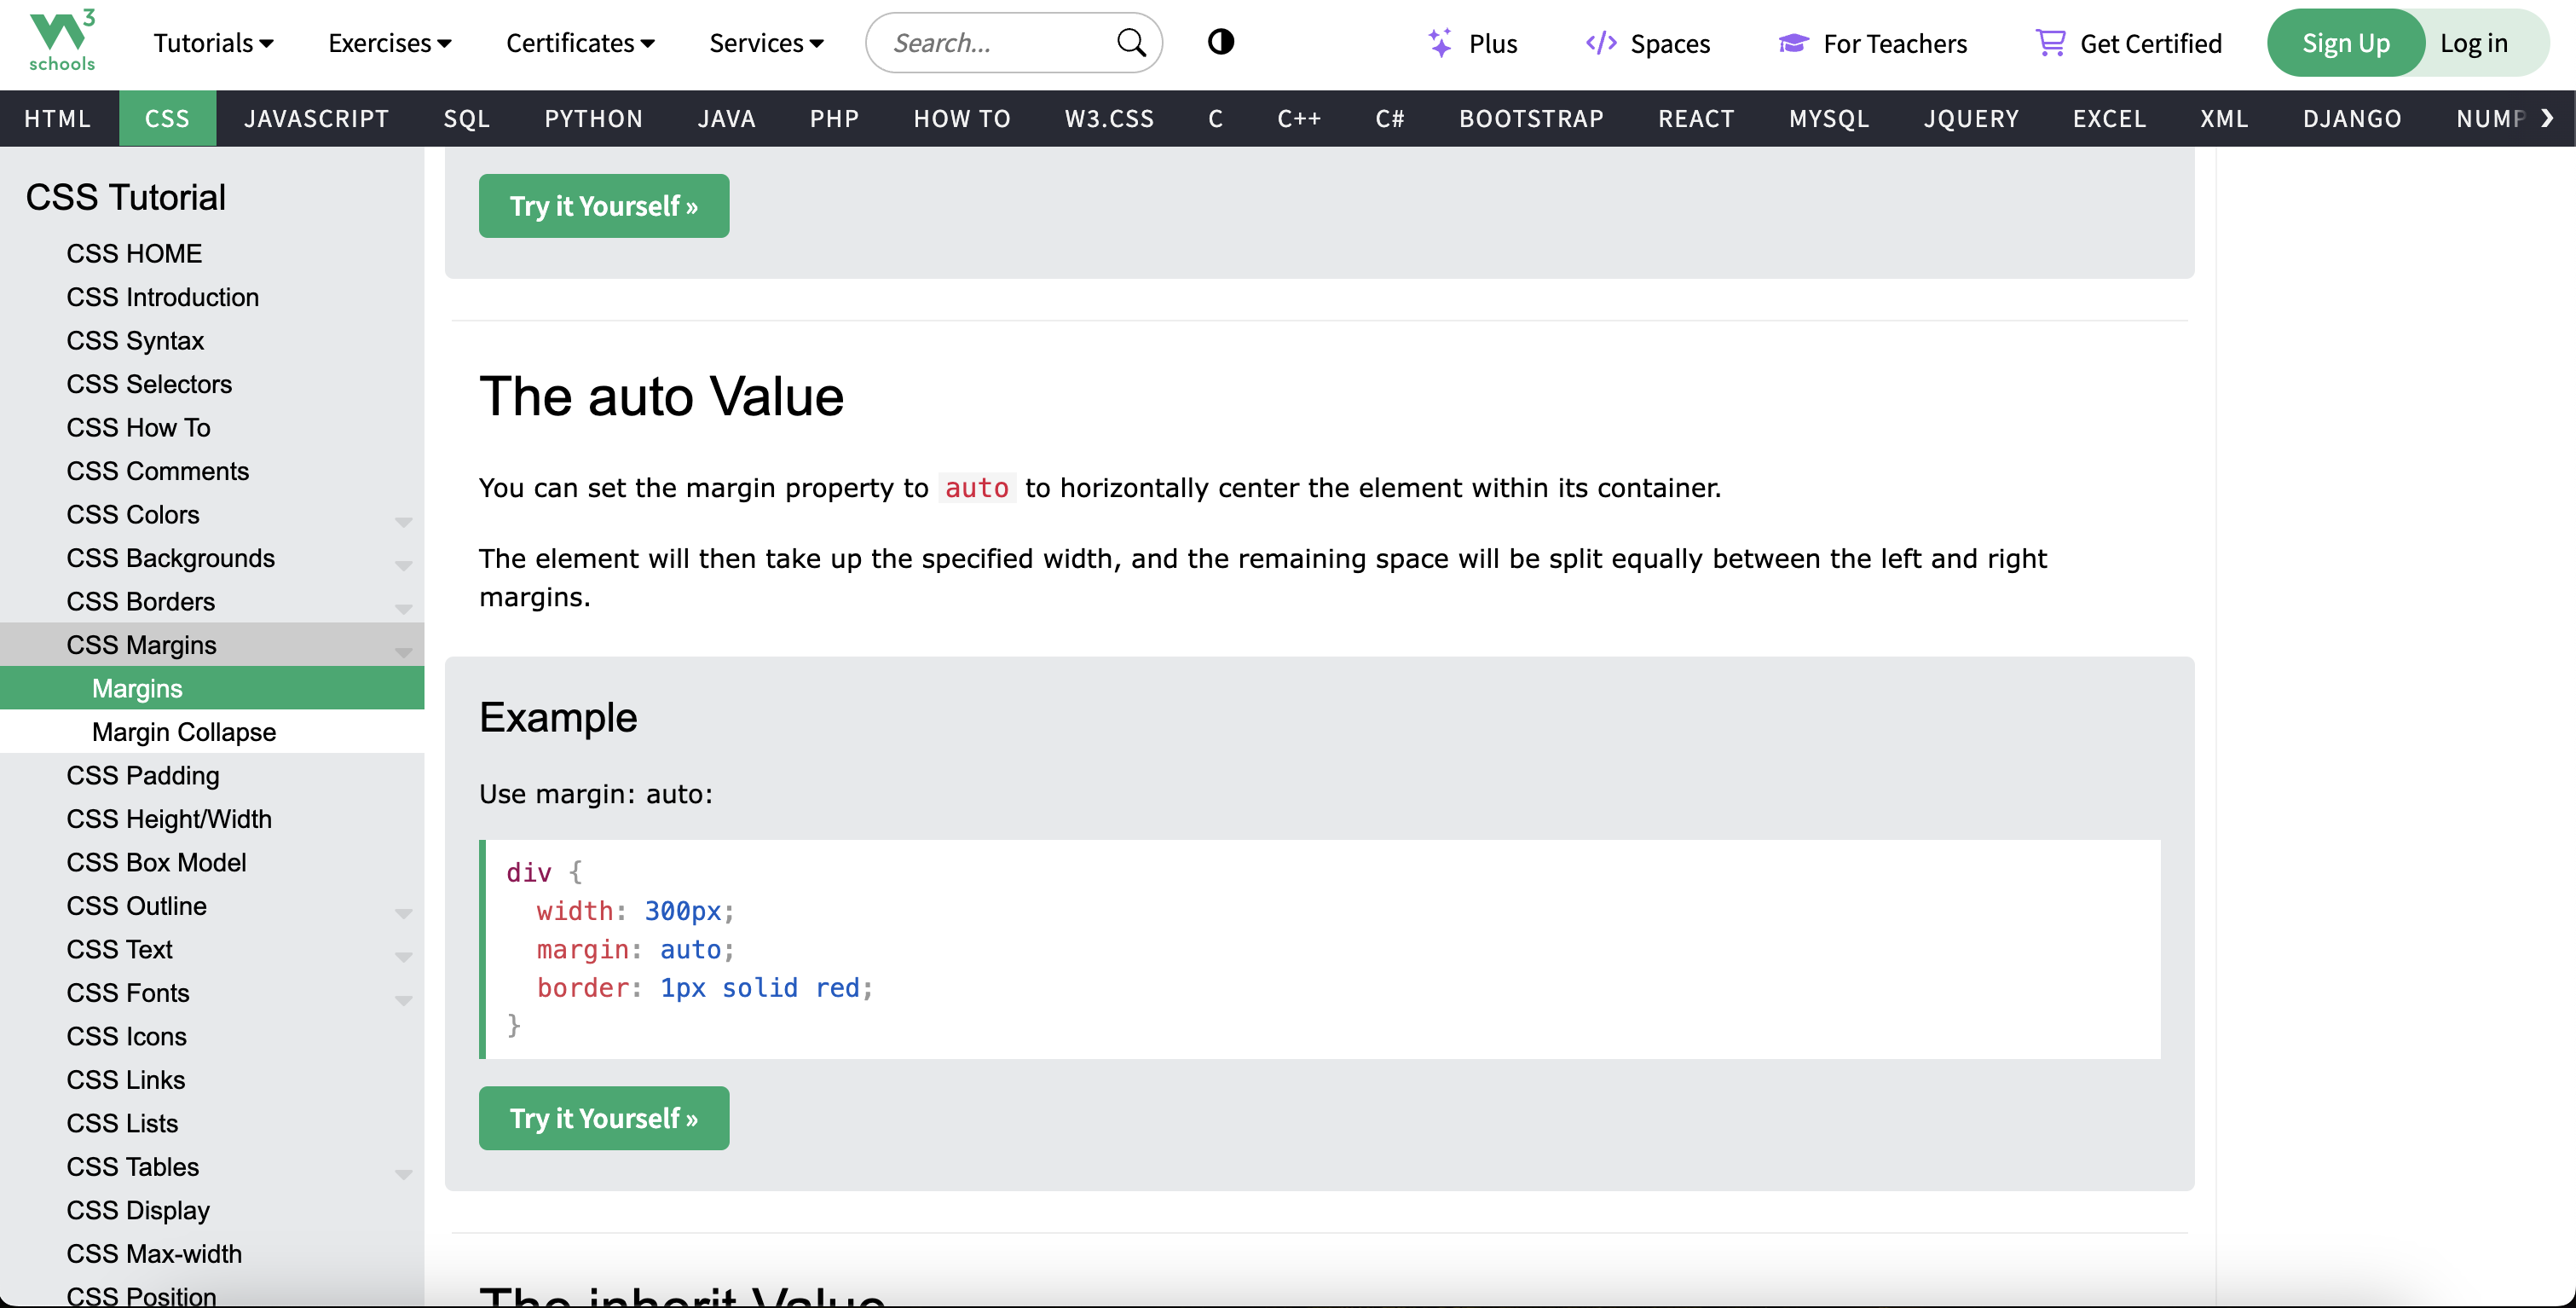 3
schools
Tutorials Exercises Certificates Services Search... Plus Spaces For Teachers Get Certified Sign Up Log in
HTML CSS JAVASCRIPT SQL PYTHON JAVA PHP HOW TO W3.CSS C C++ C# BOOTSTRAP REACT MYSQL JQUERY EXCEL XML DJANGO NUMP
CSS Tutorial
CSS HOME
CSS Introduction
CSS Syntax
CSS Selectors
CSS How To
CSS Comments
CSS Colors
CSS Backgrounds
CSS Borders
CSS Margins
Margins
Margin Collapse
CSS Padding
CSS Height/Width
CSS Box Model
CSS Outline
CSS Text
CSS Fonts
CSS Icons
CSS Links
CSS Lists
CSS Tables
CSS Display
CSS Max-width
CSS Position
Try it Yourself »
The auto Value
You can set the margin property to auto to horizontally center the element within its container.
The element will then take up the specified width, and the remaining space will be split equally between the left and right
margins.
Example
Use margin: auto:
div {
  width: 300px;
  margin: auto;
  border: 1px solid red;
}
Try it Yourself »
The inherit Value